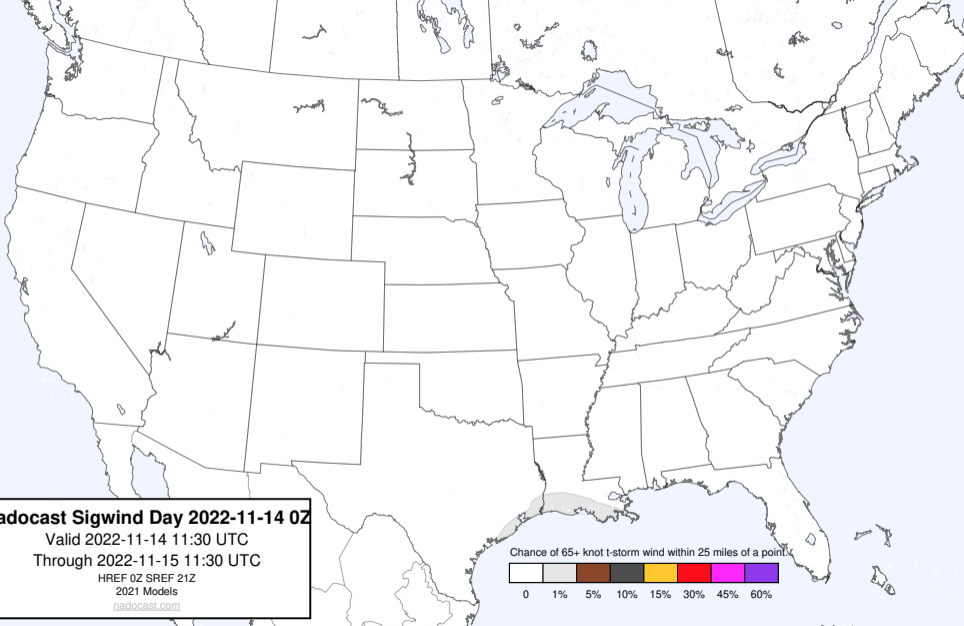 adocast Sigwind Day 2022-11-14 0Z
Valid 2022-11-14 11:30 UTC
Through 2022-11-15 11:30 UTC
HREF 0Z SREF 21Z
2021 Models
nadocast.com
Chance of 65+ knot t-storm wind within 25 miles of a point.
0 1% 5% 10% 15% 30% 45% 60%